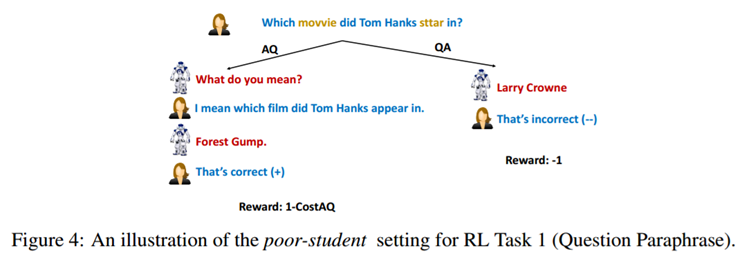 Which movvie did Tom Hanks sttar in?
AQ
QA
What do you mean?
I mean which film did Tom Hanks appear in.
Forest Gump.
That's correct (+)
Reward: 1-CostAQ
Larry Crowne
That's incorrect (--)
Reward: -1
Figure 4: An illustration of the poor-student setting for RL Task 1 (Question Paraphrase).